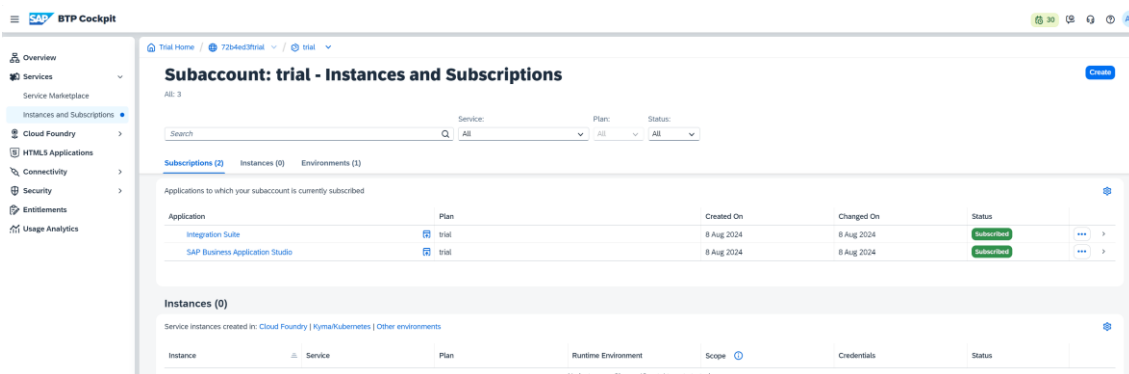 SAP BTP Cockpit
30
Trial Home / 72b4ed3ftrial / trial
Overview
Services
Service Marketplace
Instances and Subscriptions
Cloud Foundry
HTML5 Applications
Connectivity
Security
Entitlements
Usage Analytics
Subaccount: trial - Instances and Subscriptions
Create
All: 3
Service: Plan: Status:
Search All All All
Subscriptions (2) Instances (0) Environments (1)
Applications to which your subaccount is currently subscribed
Application Plan Created On Changed On Status
Integration Suite trial 8 Aug 2024 8 Aug 2024 Subscribed
SAP Business Application Studio trial 8 Aug 2024 8 Aug 2024 Subscribed
Instances (0)
Service instances created in: Cloud Foundry | Kyma/Kubernetes | Other environments
Instance Service Plan Runtime Environment Scope Credentials Status